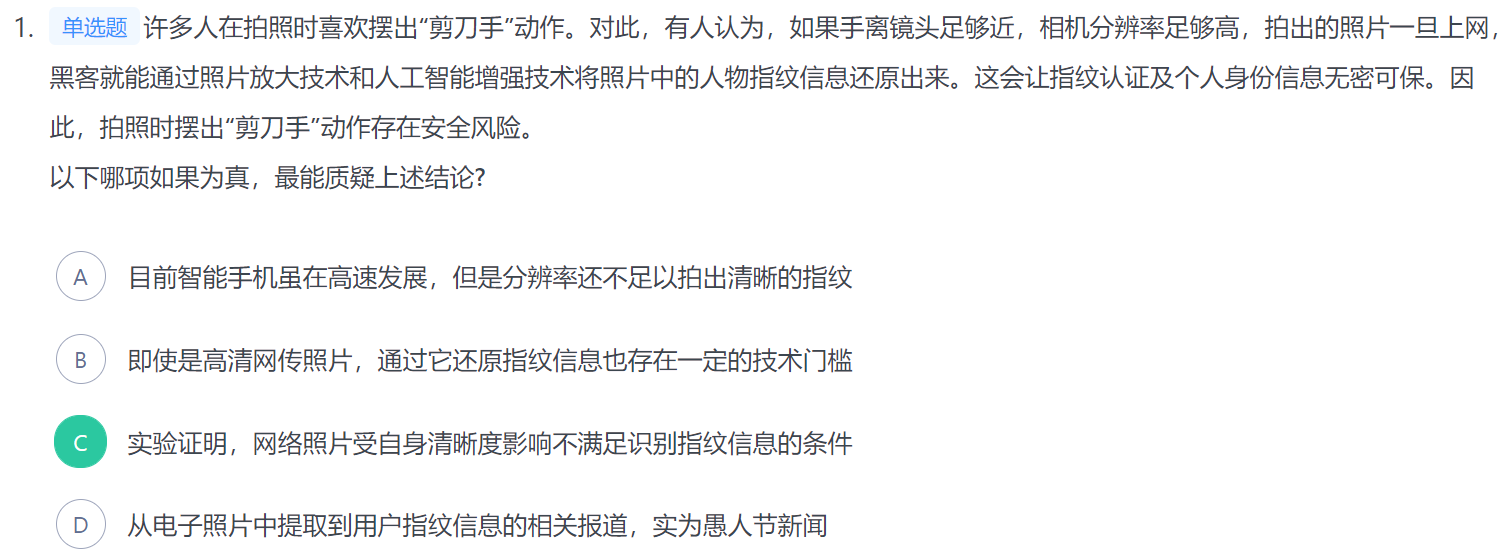 1. 单选题 许多人在拍照时喜欢摆出“剪刀手”动作。对此，有人认为，如果手离镜头足够近，相机分辨率足够高，拍出的照片一旦上网，
黑客就能通过照片放大技术和人工智能增强技术将照片中的人物指纹信息还原出来。这会让指纹认证及个人身份信息无密可保。因
此，拍照时摆出“剪刀手”动作存在安全风险。
以下哪项如果为真，最能质疑上述结论?
A 目前智能手机虽在高速发展，但是分辨率还不足以拍出清晰的指纹
B 即使是高清网传照片，通过它还原指纹信息也存在一定的技术门槛
C 实验证明，网络照片受自身清晰度影响不满足识别指纹信息的条件
D 从电子照片中提取到用户指纹信息的相关报道，实为愚人节新闻